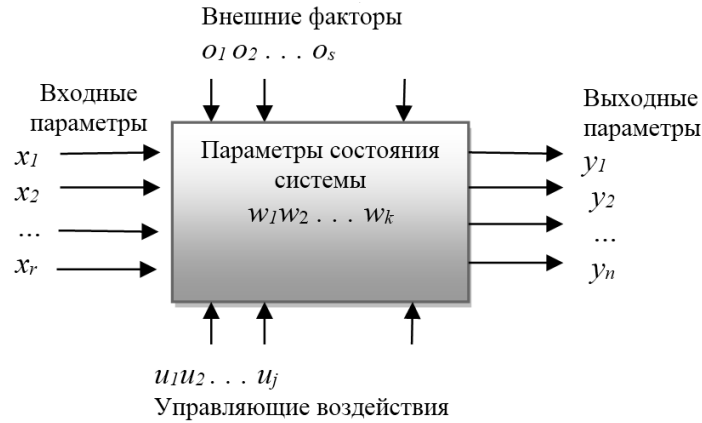 Внешние факторы
o1 o2 . . . os
Входные
параметры
x1
x2
...
xr
Параметры состояния
системы
w1w2 . . . wk
Выходные
параметры
y1
y2
...
yn
u1u2 . . . uj
Управляющие воздействия